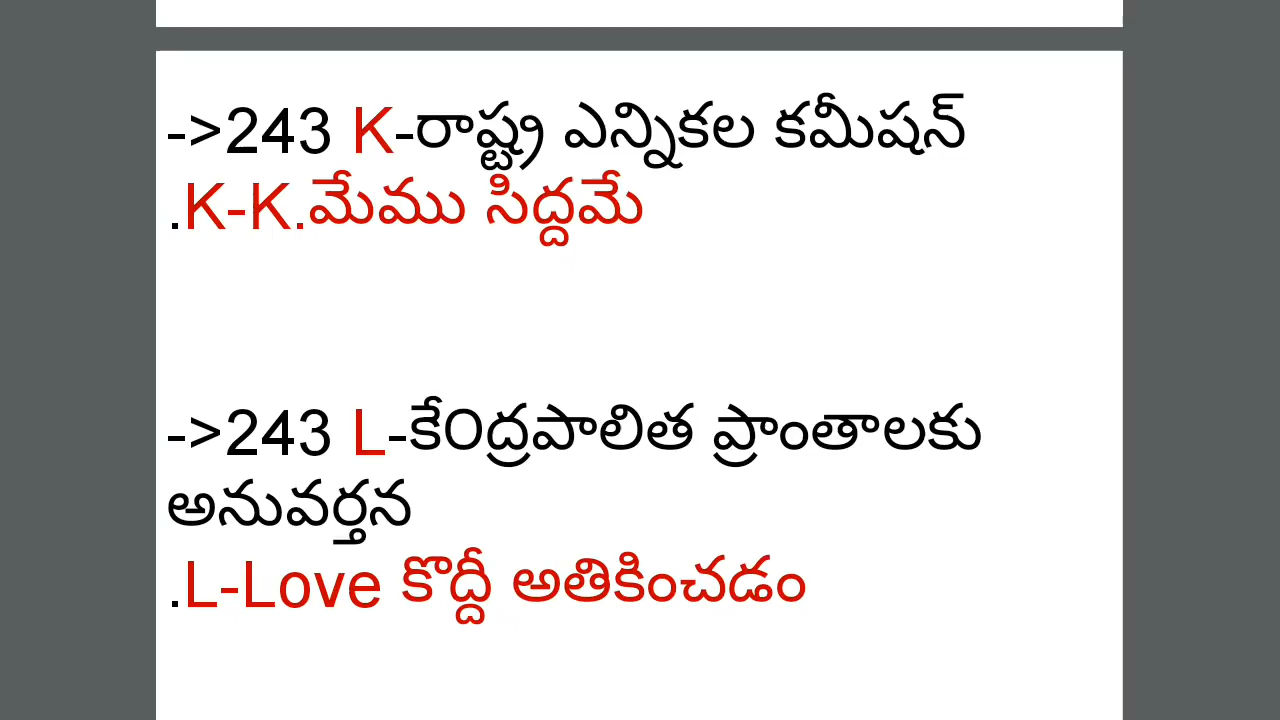 ->243 K-రాష్ట్ర ఎన్నికల కమీషన్
.K-K.మేము సిద్దమే
->243 L-కేంద్రపాలిత ప్రాంతాలకు
అనువర్తన
.L-Love కొద్దీ అతికించడం